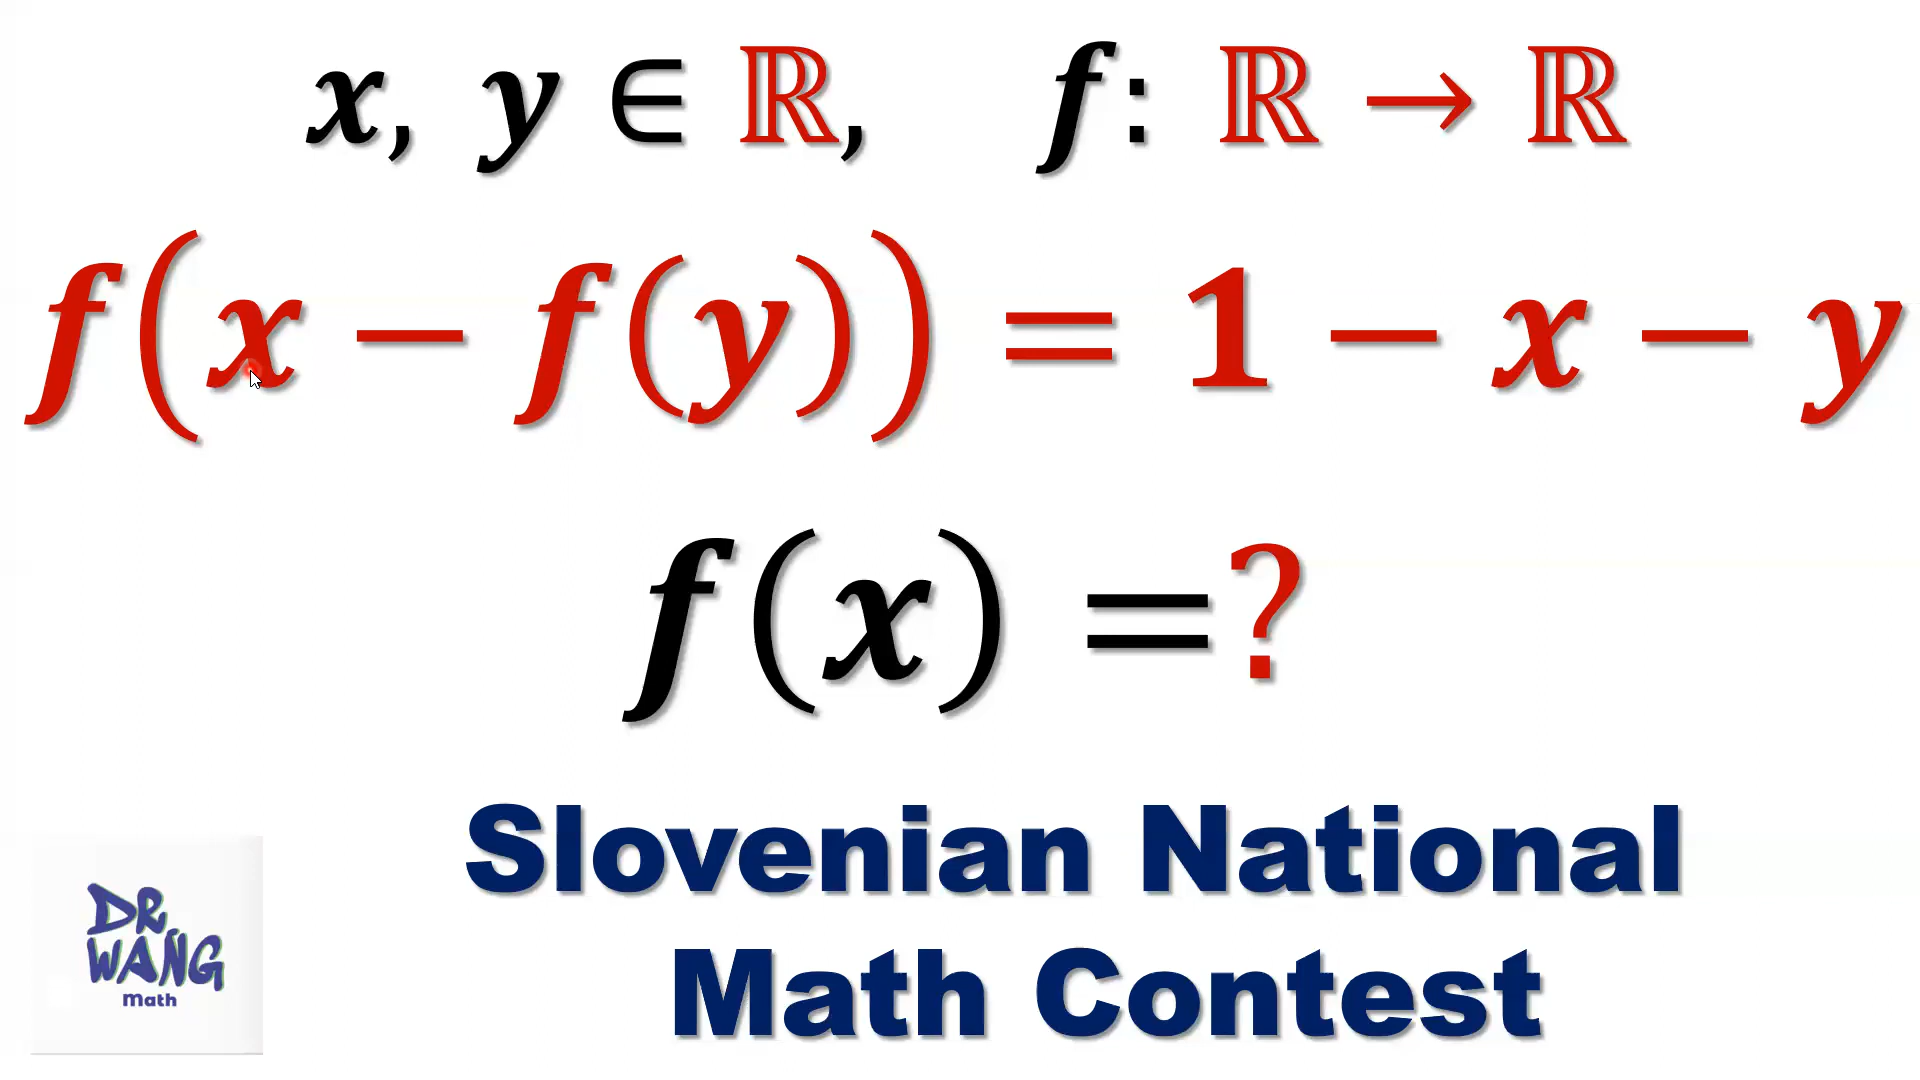 x, y ∈ ℝ, f: ℝ → ℝ
f(x − f(y)) = 1 − x − y
f(x) =?
Slovenian National
Math Contest
DR
WANG
Math